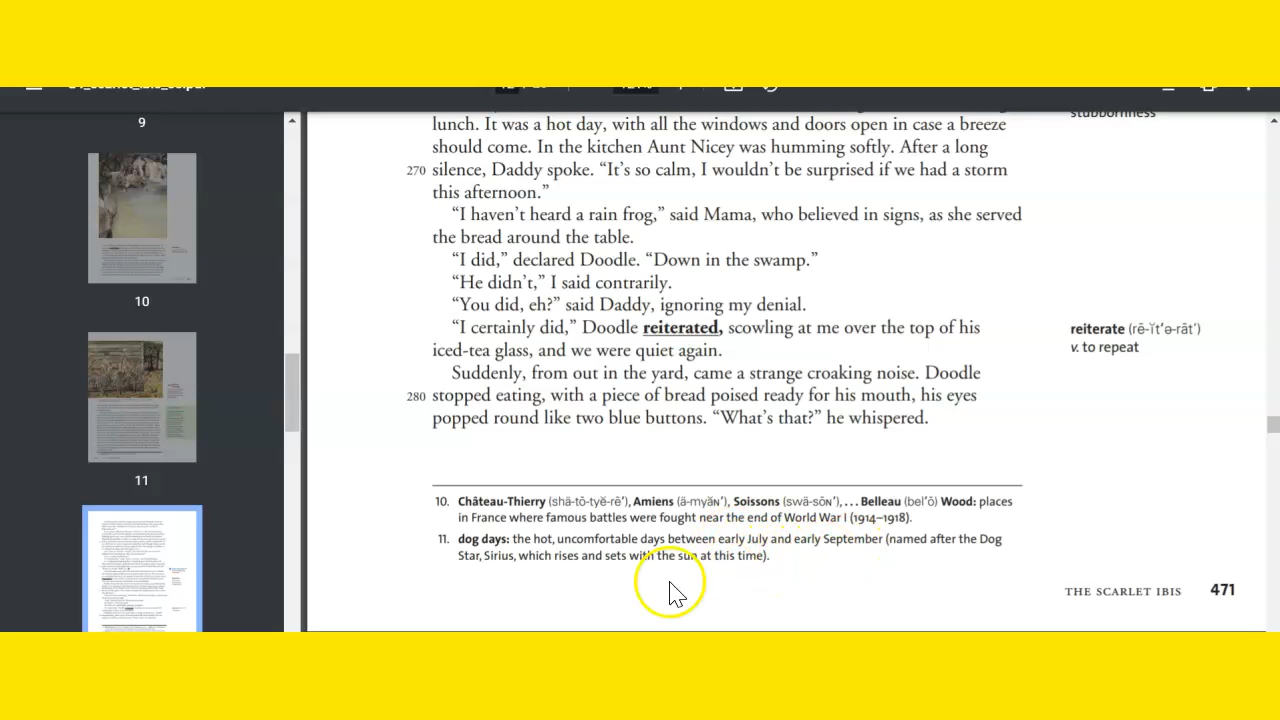 9
10
11
stubbornness
lunch. It was a hot day, with all the windows and doors open in case a breeze
should come. In the kitchen Aunt Nicey was humming softly. After a long
270 silence, Daddy spoke. “It’s so calm, I wouldn’t be surprised if we had a storm
this afternoon.”
“I haven’t heard a rain frog,” said Mama, who believed in signs, as she served
the bread around the table.
“I did,” declared Doodle. “Down in the swamp.”
“He didn’t,” I said contrarily.
“You did, eh?” said Daddy, ignoring my denial.
“I certainly did,” Doodle reiterated, scowling at me over the top of his
iced-tea glass, and we were quiet again.
Suddenly, from out in the yard, came a strange croaking noise. Doodle
280 stopped eating, with a piece of bread poised ready for his mouth, his eyes
popped round like two blue buttons. “What’s that?” he whispered.
reiterate (rē-ĭt′ə-rāt′)
v. to repeat
10. Château-Thierry (shä-tō-tyĕ-rē′), Amiens (ä-myăɴ′), Soissons (swä-sōɴ′), . . . Belleau (bel′ō) Wood: places
in France where famous battles were fought near the end of World War I (1914–1918).
11. dog days: the hot, uncomfortable days between early July and early September (named after the Dog
Star, Sirius, which rises and sets with the sun at this time).
THE SCARLET IBIS 471